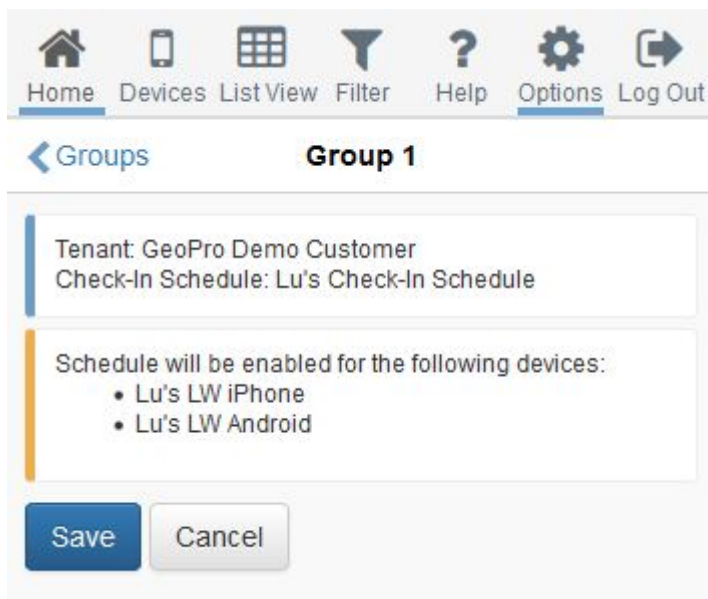 Home Devices List View Filter Help Options Log Out
Groups Group 1
Tenant: GeoPro Demo Customer
Check-In Schedule: Lu's Check-In Schedule
Schedule will be enabled for the following devices:
• Lu's LW iPhone
• Lu's LW Android
Save Cancel